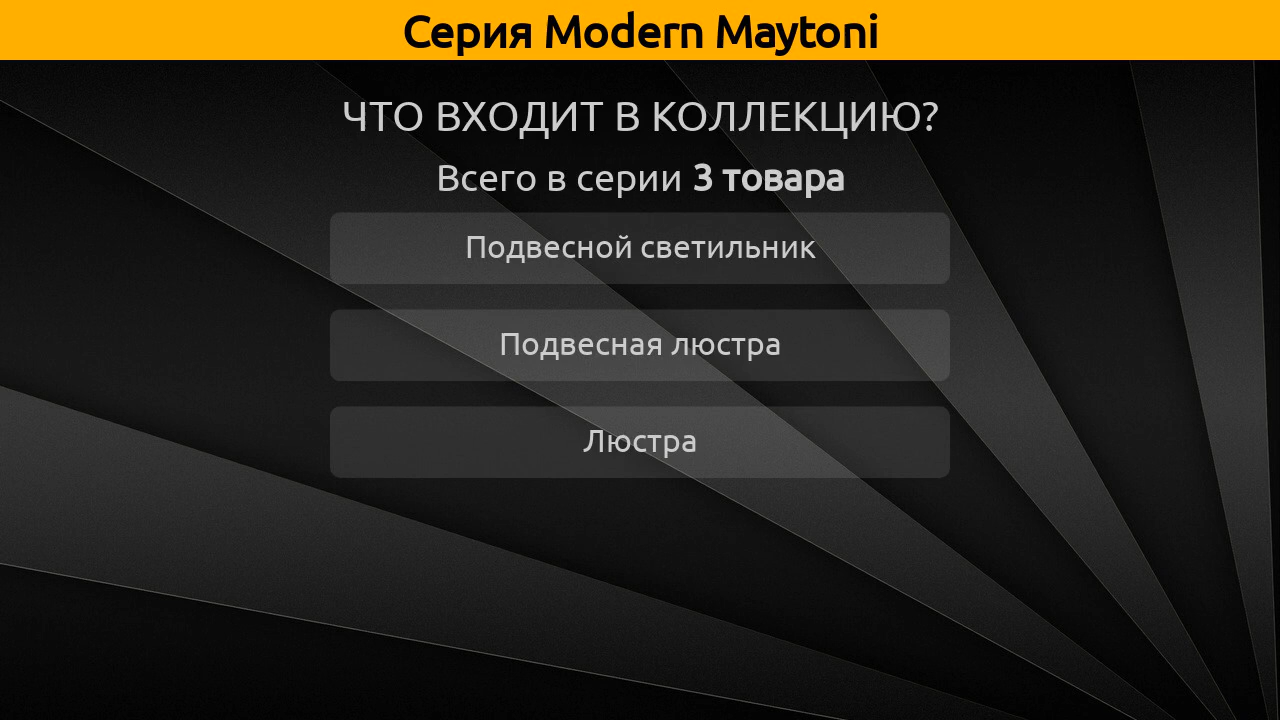 Серия Modern Maytoni
ЧТО ВХОДИТ В КОЛЛЕКЦИЮ?
Всего в серии 3 товара
Подвесной светильник
Подвесная люстра
Люстра